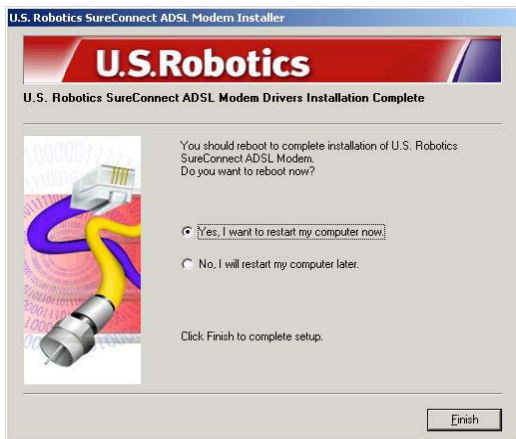 U.S. Robotics SureConnect ADSL Modem Installer
U.S.Robotics
U.S. Robotics SureConnect ADSL Modem Drivers Installation Complete
You should reboot to complete installation of U.S. Robotics
SureConnect ADSL Modem.
Do you want to reboot now?
Yes, I want to restart my computer now.
No, I will restart my computer later.
Click Finish to complete setup.
Finish